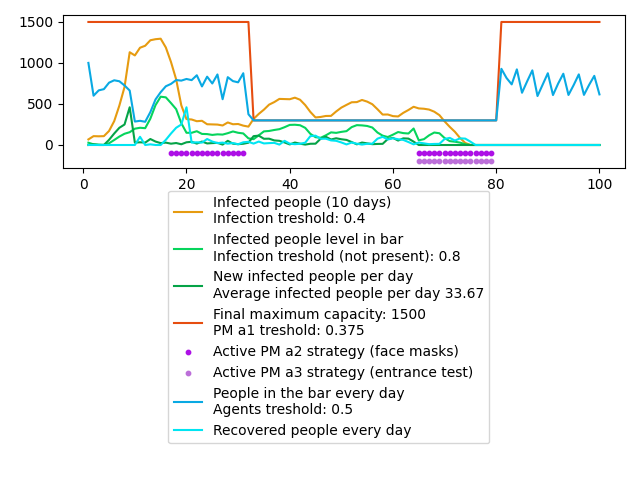 1500
1000
500
0
0
20
40
60
80
100
Infected people (10 days)
Infection treshold: 0.4
Infected people level in bar
Infection treshold (not present): 0.8
New infected people per day
Average infected people per day 33.67
Final maximum capacity: 1500
PM a1 treshold: 0.375
Active PM a2 strategy (face masks)
Active PM a3 strategy (entrance test)
People in the bar every day
Agents treshold: 0.5
Recovered people every day